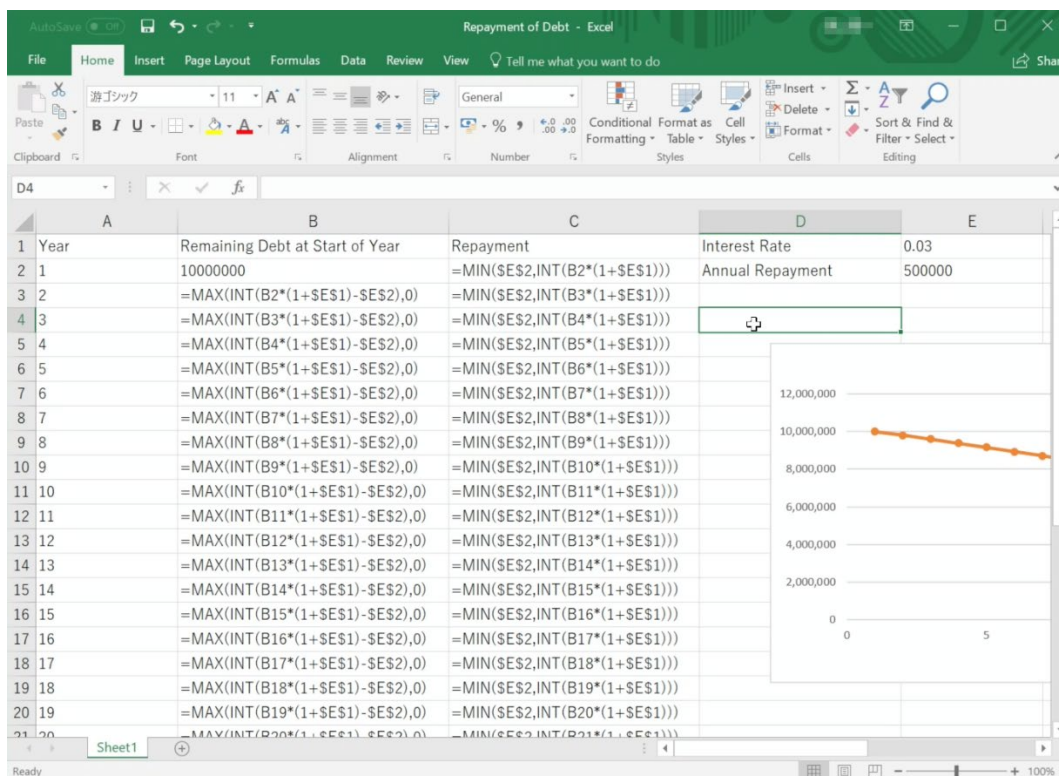 AutoSave Off Repayment of Debt - Excel
File Home Insert Page Layout Formulas Data Review View Tell me what you want to do Shar
Paste 游ゴシック 11 A A General Conditional Formatting Format as Table Cell Styles Insert Delete Format Sort & Filter Find & Select
B I U A % , .00
Clipboard Font Alignment Number Styles Cells Editing
D4 fx
A B C D E
1 Year Remaining Debt at Start of Year Repayment Interest Rate 0.03
2 1 10000000 =MIN($E$2,INT(B2*(1+$E$1))) Annual Repayment 500000
3 2 =MAX(INT(B2*(1+$E$1)-$E$2),0) =MIN($E$2,INT(B3*(1+$E$1)))
4 3 =MAX(INT(B3*(1+$E$1)-$E$2),0) =MIN($E$2,INT(B4*(1+$E$1)))
5 4 =MAX(INT(B4*(1+$E$1)-$E$2),0) =MIN($E$2,INT(B5*(1+$E$1)))
6 5 =MAX(INT(B5*(1+$E$1)-$E$2),0) =MIN($E$2,INT(B6*(1+$E$1)))
7 6 =MAX(INT(B6*(1+$E$1)-$E$2),0) =MIN($E$2,INT(B7*(1+$E$1))) 12,000,000
8 7 =MAX(INT(B7*(1+$E$1)-$E$2),0) =MIN($E$2,INT(B8*(1+$E$1)))
9 8 =MAX(INT(B8*(1+$E$1)-$E$2),0) =MIN($E$2,INT(B9*(1+$E$1))) 10,000,000
10 9 =MAX(INT(B9*(1+$E$1)-$E$2),0) =MIN($E$2,INT(B10*(1+$E$1))) 8,000,000
11 10 =MAX(INT(B10*(1+$E$1)-$E$2),0) =MIN($E$2,INT(B11*(1+$E$1)))
12 11 =MAX(INT(B11*(1+$E$1)-$E$2),0) =MIN($E$2,INT(B12*(1+$E$1))) 6,000,000
13 12 =MAX(INT(B12*(1+$E$1)-$E$2),0) =MIN($E$2,INT(B13*(1+$E$1))) 4,000,000
14 13 =MAX(INT(B13*(1+$E$1)-$E$2),0) =MIN($E$2,INT(B14*(1+$E$1)))
15 14 =MAX(INT(B14*(1+$E$1)-$E$2),0) =MIN($E$2,INT(B15*(1+$E$1))) 2,000,000
16 15 =MAX(INT(B15*(1+$E$1)-$E$2),0) =MIN($E$2,INT(B16*(1+$E$1))) 0
17 16 =MAX(INT(B16*(1+$E$1)-$E$2),0) =MIN($E$2,INT(B17*(1+$E$1))) 0 5
18 17 =MAX(INT(B17*(1+$E$1)-$E$2),0) =MIN($E$2,INT(B18*(1+$E$1)))
19 18 =MAX(INT(B18*(1+$E$1)-$E$2),0) =MIN($E$2,INT(B19*(1+$E$1)))
20 19 =MAX(INT(B19*(1+$E$1)-$E$2),0) =MIN($E$2,INT(B20*(1+$E$1)))
21 20 =MAX(INT(B20*(1+$E$1)-$E$2),0) =MIN($E$2,INT(B21*(1+$E$1)))
Sheet1
Ready 100%